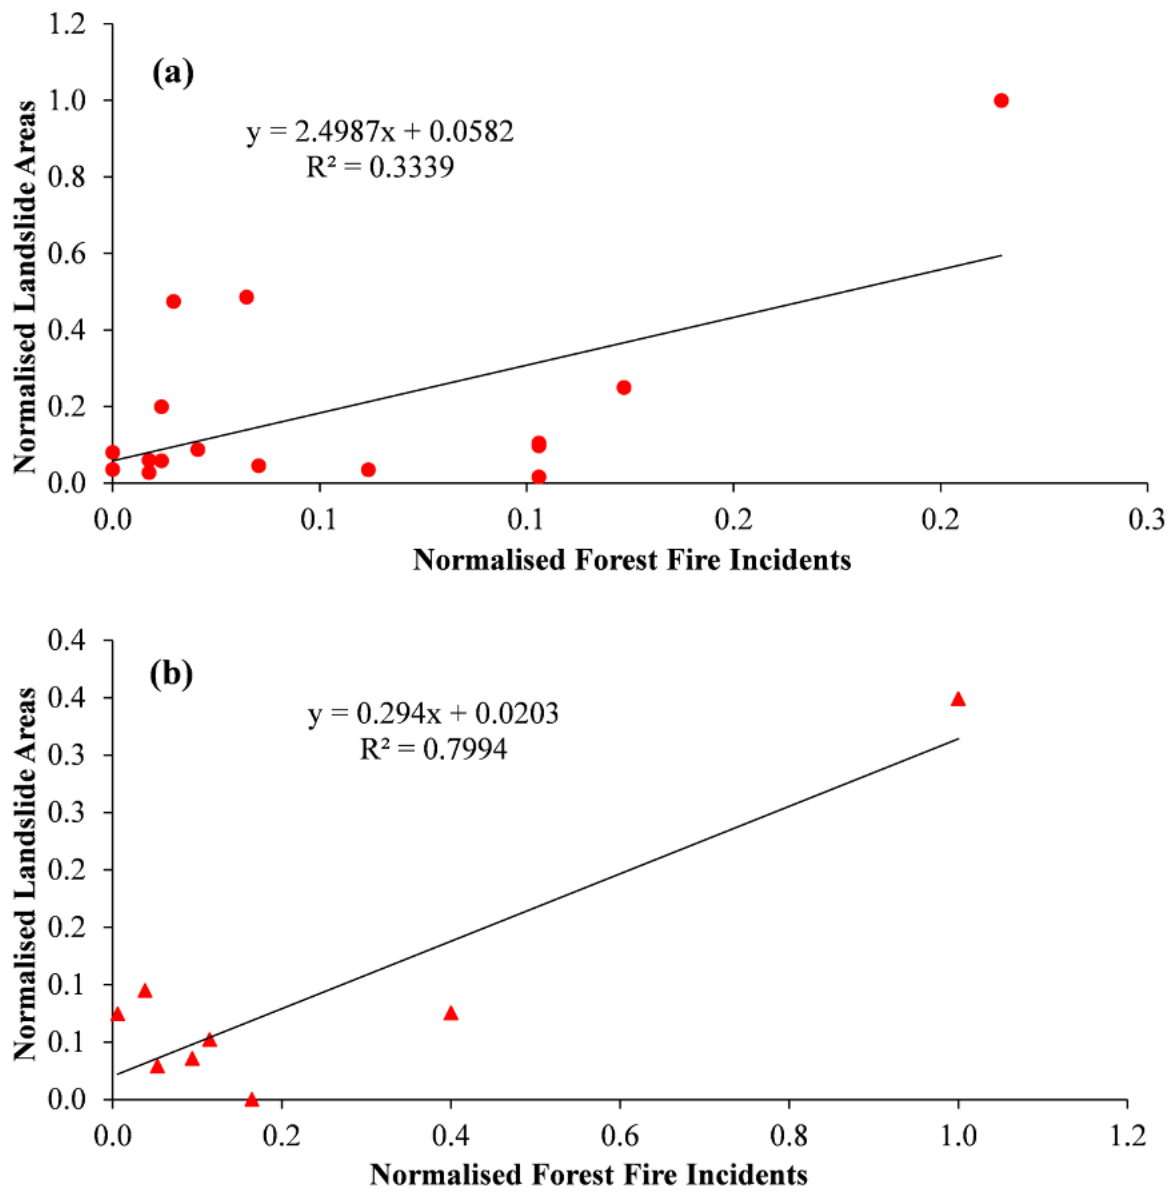 (a)
y = 2.4987x + 0.0582
R² = 0.3339
Normalised Landslide Areas
1.2
1.0
0.8
0.6
0.4
0.2
0.0
0.0 0.1 0.1 0.2 0.2 0.3
Normalised Forest Fire Incidents
(b)
y = 0.294x + 0.0203
R² = 0.7994
Normalised Landslide Areas
0.4
0.4
0.3
0.3
0.2
0.2
0.1
0.1
0.0
0.0 0.2 0.4 0.6 0.8 1.0 1.2
Normalised Forest Fire Incidents